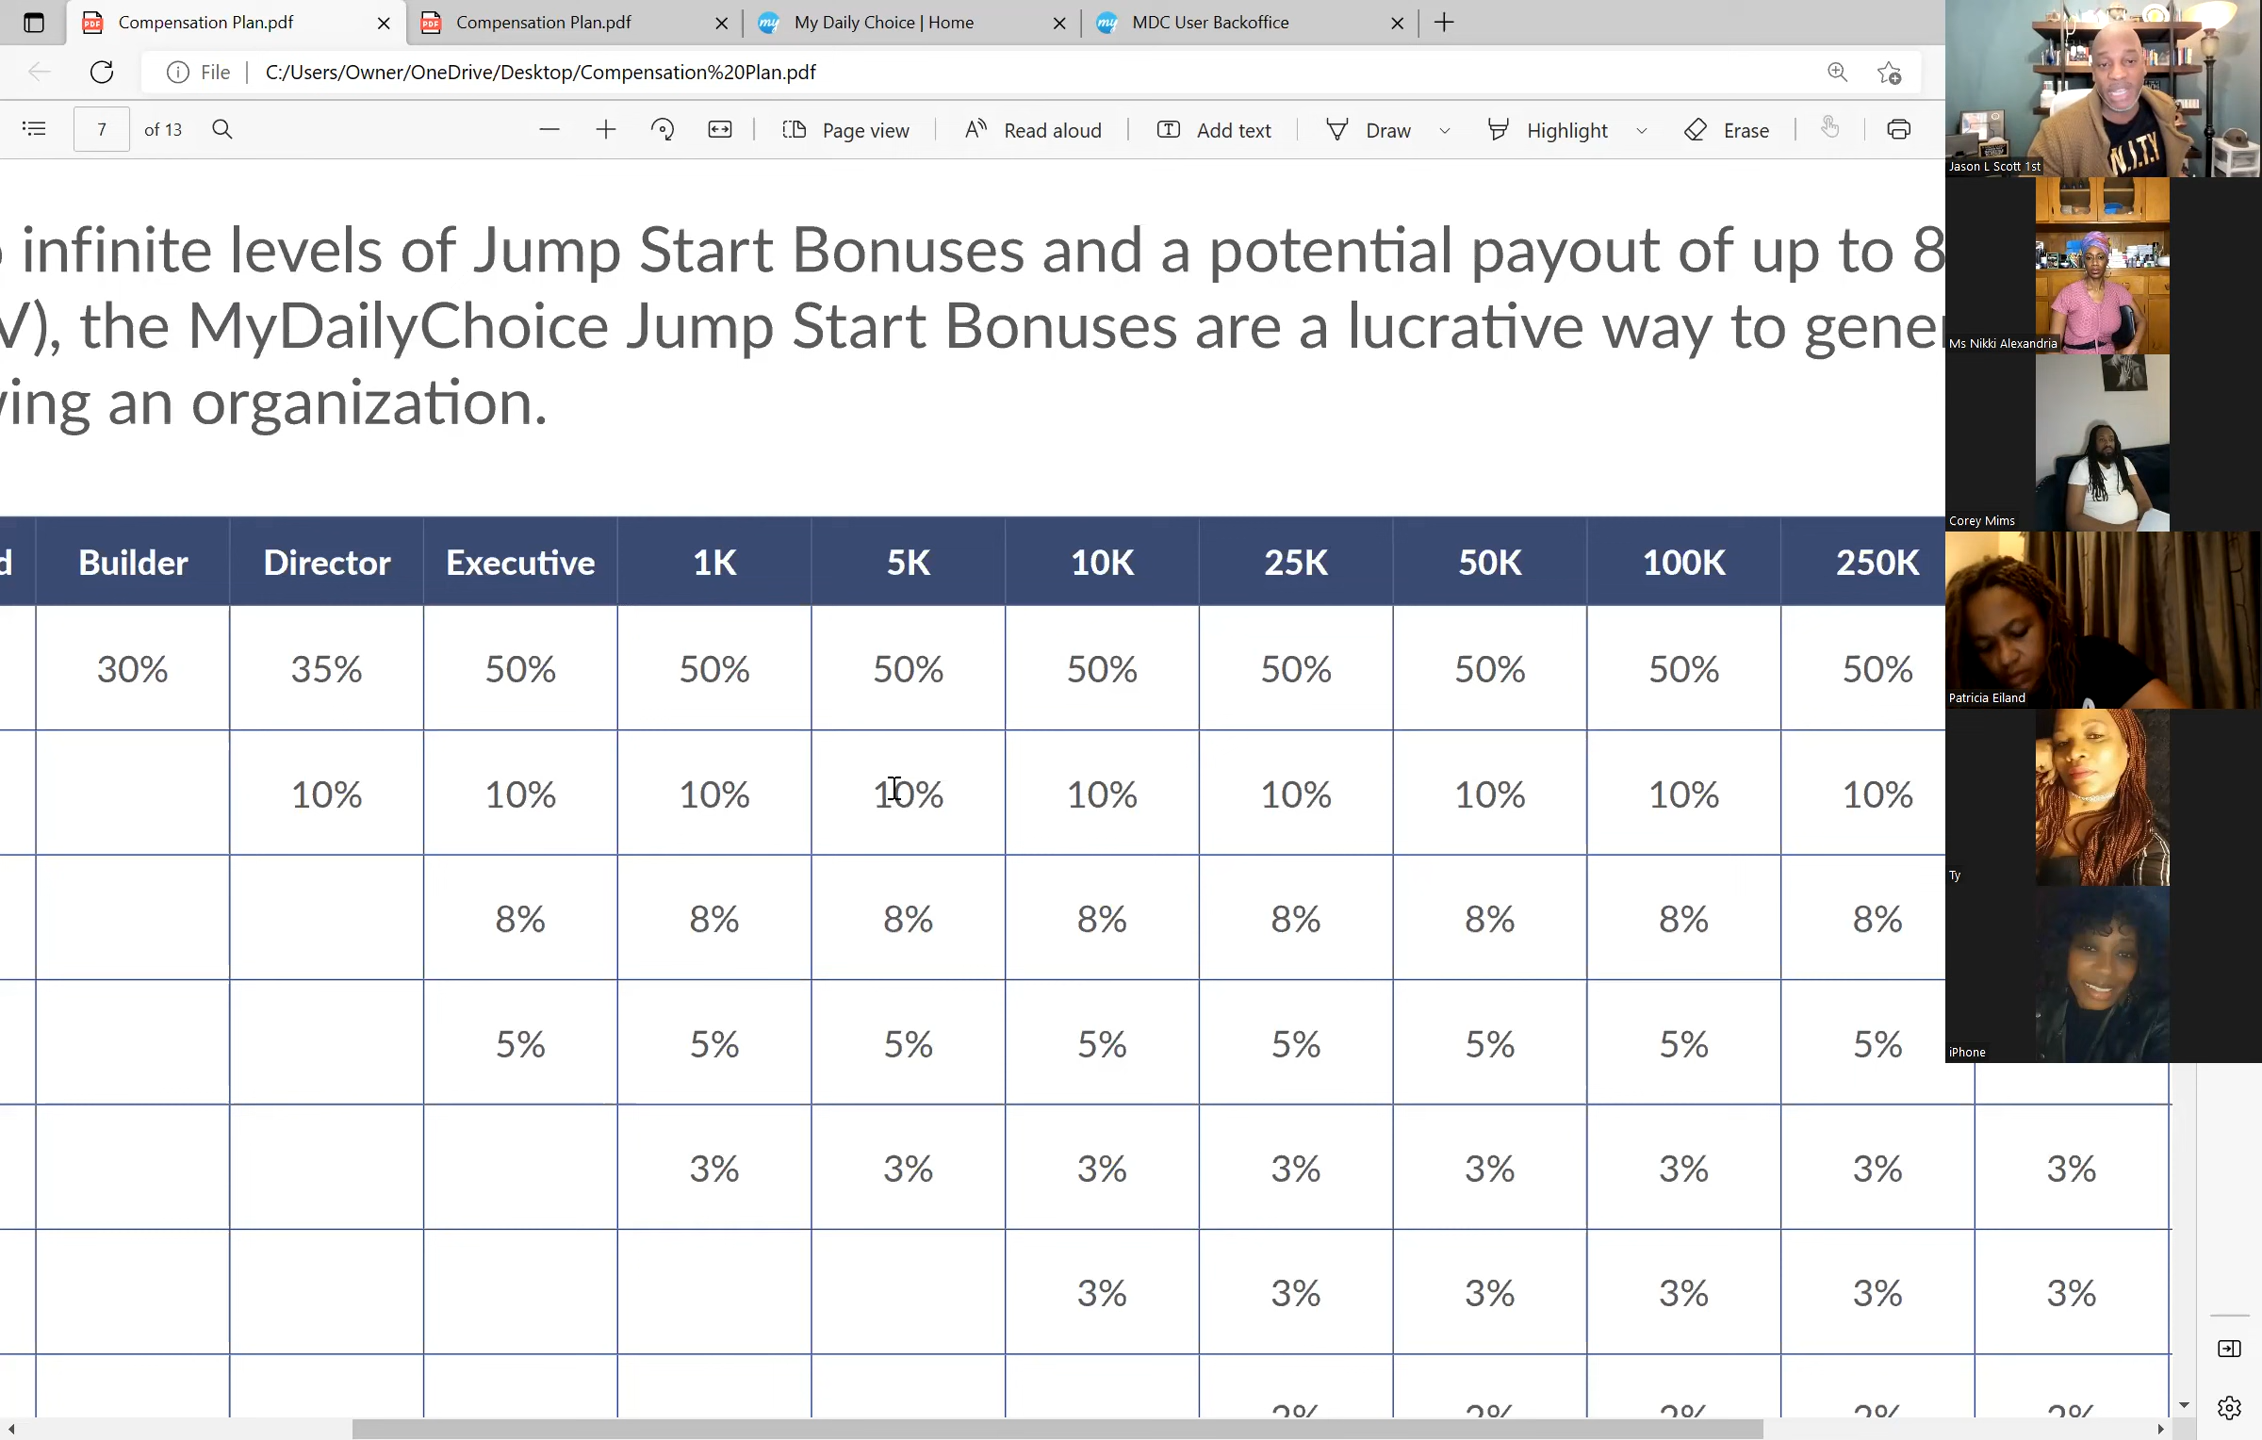 Compensation Plan.pdf
Compensation Plan.pdf
My Daily Choice | Home
MDC User Backoffice
File
C:/Users/Owner/OneDrive/Desktop/Compensation%20Plan.pdf
7 of 13
Page view
Read aloud
Add text
Draw
Highlight
Erase
infinite levels of Jump Start Bonuses and a potential payout of up to 8
V), the MyDailyChoice Jump Start Bonuses are a lucrative way to gener
ving an organization.
d Builder Director Executive 1K 5K 10K 25K 50K 100K 250K
30% 35% 50% 50% 50% 50% 50% 50% 50% 50%
10% 10% 10% 10% 10% 10% 10% 10% 10%
8% 8% 8% 8% 8% 8% 8% 8%
5% 5% 5% 5% 5% 5% 5% 5%
3% 3% 3% 3% 3% 3% 3% 3%
3% 3% 3% 3% 3% 3%
N.I.T.Y
Jason L Scott 1st
Ms Nikki Alexandria
Corey Mims
Patricia Eiland
Ty
iPhone